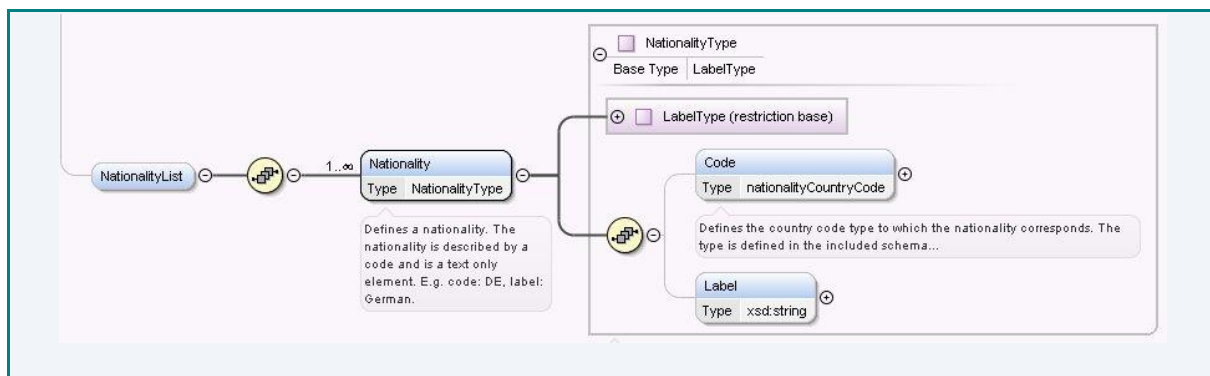 NationalityType
Base Type LabelType
LabelType (restriction base)
NationalityList
1..∞
Nationality
Type NationalityType
Defines a nationality. The
nationality is described by a
code and is a text only
element. E.g. code: DE, label:
German.
Code
Type nationalityCountryCode
Defines the country code type to which the nationality corresponds. The
type is defined in the included schema...
Label
Type xsd:string